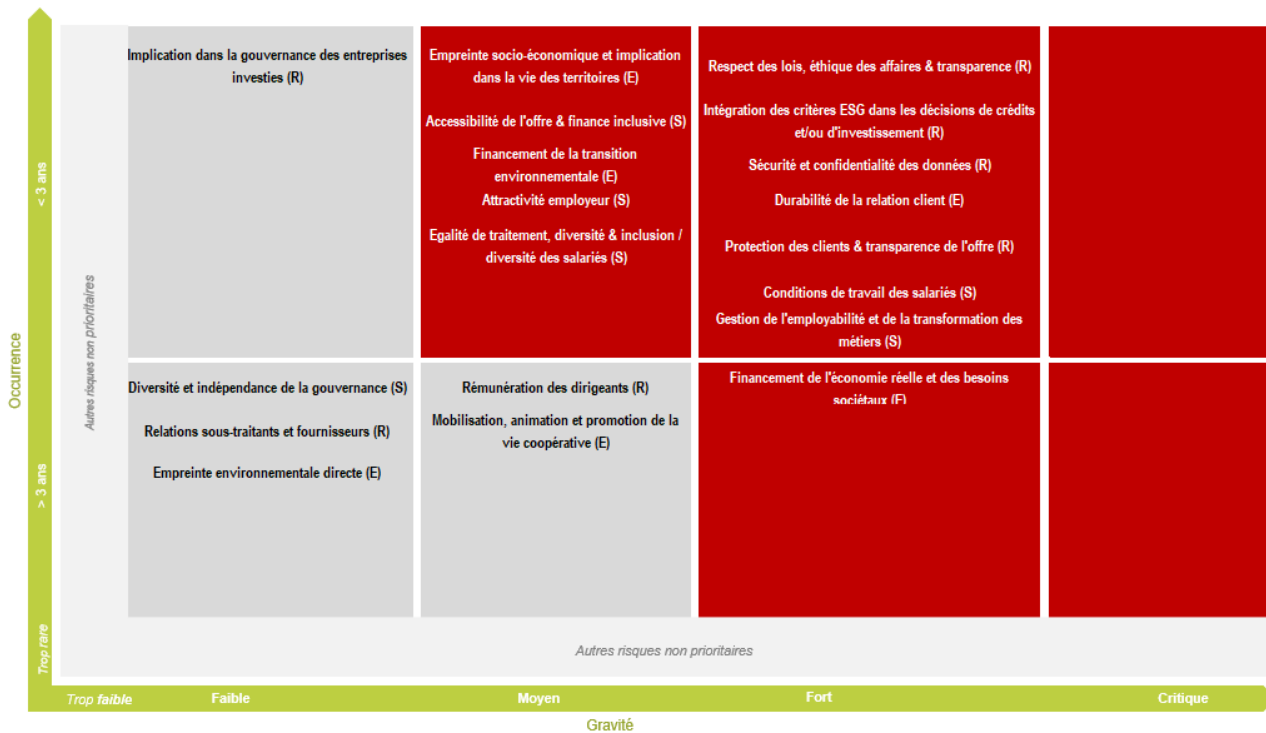 Implication dans la gouvernance des entreprises
investies (R)
Empreinte socio-économique et implication
dans la vie des territoires (E)
Accessibilité de l'offre & finance inclusive (S)
Financement de la transition
environnementale (E)
Attractivité employeur (S)
Egalité de traitement, diversité & inclusion /
diversité des salariés (S)
Respect des lois, éthique des affaires & transparence (R)
Intégration des critères ESG dans les décisions de crédits
et/ou d'investissement (R)
Sécurité et confidentialité des données (R)
Durabilité de la relation client (E)
Protection des clients & transparence de l'offre (R)
Conditions de travail des salariés (S)
Gestion de l'employabilité et de la transformation des
métiers (S)
< 3 ans
Autres risques non prioritaires
Occurrence
Diversité et indépendance de la gouvernance (S)
Relations sous-traitants et fournisseurs (R)
Empreinte environnementale directe (E)
Rémunération des dirigeants (R)
Mobilisation, animation et promotion de la
vie coopérative (E)
Financement de l'économie réelle et des besoins
sociétaux (E)
> 3 ans
Trop rare
Autres risques non prioritaires
Trop faible
Faible
Moyen
Fort
Critique
Gravité